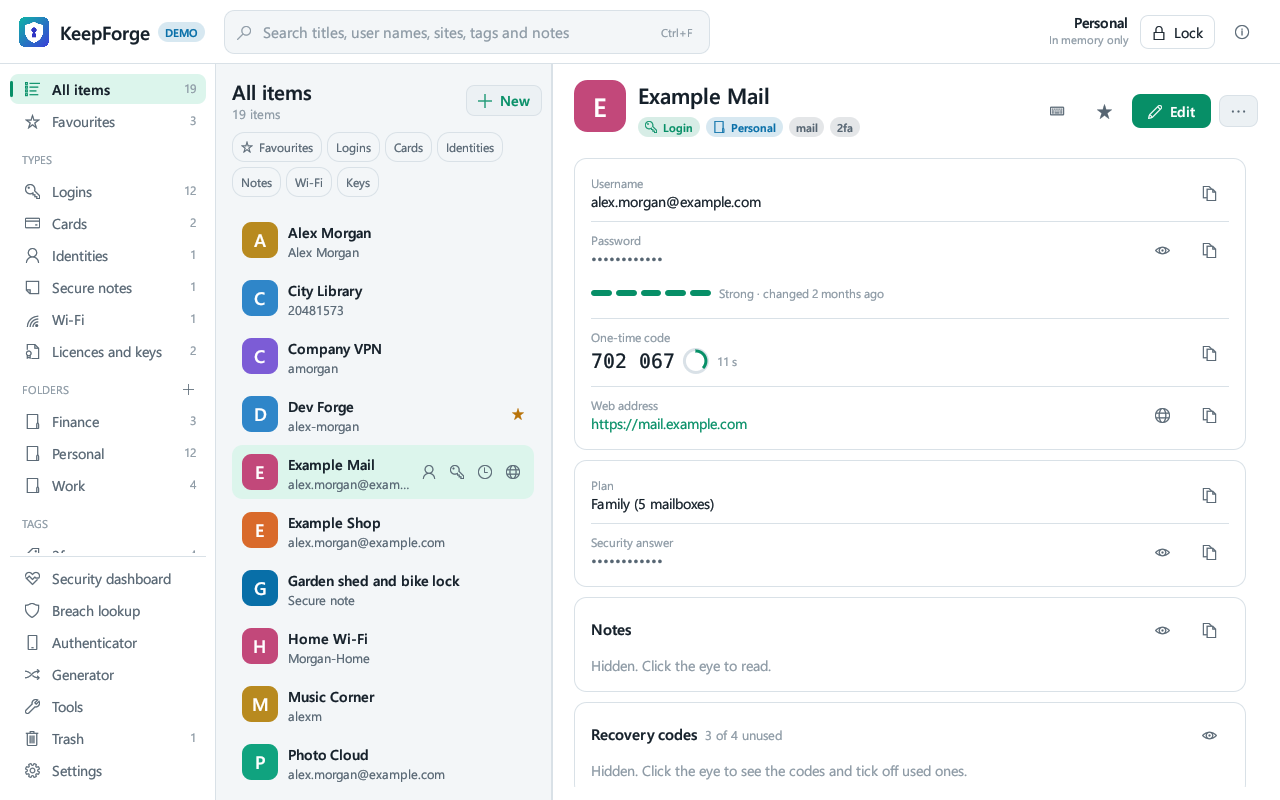 KeepForge DEMO
Search titles, user names, sites, tags and notes Ctrl+F
Personal
In memory only
Lock
All items 19
Favourites 3
TYPES
Logins 12
Cards 2
Identities 1
Secure notes 1
Wi-Fi 1
Licences and keys 2
FOLDERS
Finance 3
Personal 12
Work 4
TAGS
Security dashboard
Breach lookup
Authenticator
Generator
Tools
Trash 1
Settings
All items
19 items
New
Favourites Logins Cards Identities
Notes Wi-Fi Keys
A
Alex Morgan
Alex Morgan
C
City Library
20481573
C
Company VPN
amorgan
D
Dev Forge
alex-morgan
E
Example Mail
alex.morgan@exam...
E
Example Shop
alex.morgan@example.com
G
Garden shed and bike lock
Secure note
H
Home Wi-Fi
Morgan-Home
M
Music Corner
alexm
P
Photo Cloud
alex.morgan@example.com
E
Example Mail
Login Personal mail 2fa
Edit
Username
alex.morgan@example.com
Password
••••••••••••
Strong · changed 2 months ago
One-time code
702 067 11 s
Web address
https://mail.example.com
Plan
Family (5 mailboxes)
Security answer
••••••••••••
Notes
Hidden. Click the eye to read.
Recovery codes 3 of 4 unused
Hidden. Click the eye to see the codes and tick off used ones.